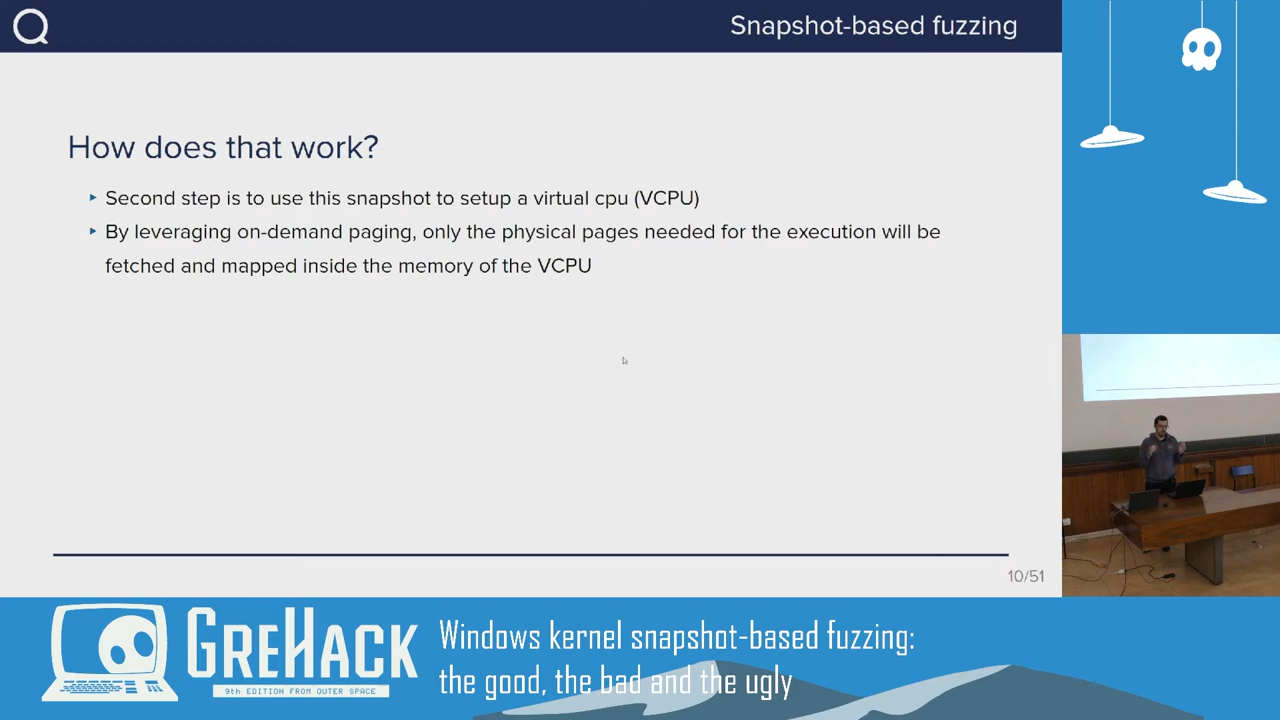 Snapshot-based fuzzing
How does that work?
Second step is to use this snapshot to setup a virtual cpu (VCPU)
By leveraging on-demand paging, only the physical pages needed for the execution will be
fetched and mapped inside the memory of the VCPU
10/51
GREHACK
9th EDITION FROM OUTER SPACE
Windows kernel snapshot-based fuzzing:
the good, the bad and the ugly